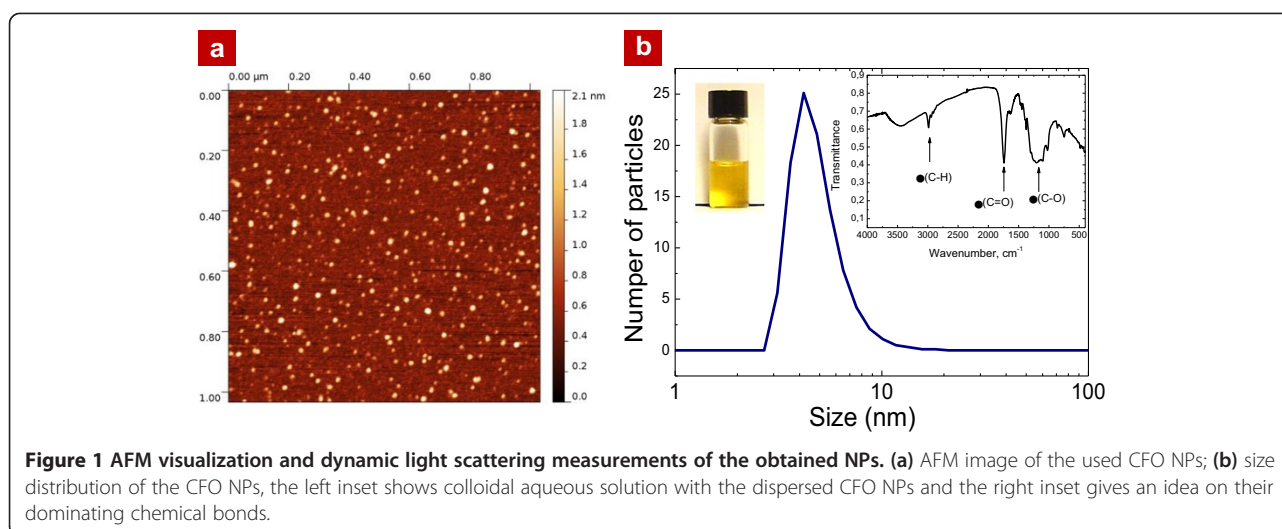 a
0.00 µm 0.20 0.40 0.60 0.80
0.00
0.20
0.40
0.60
0.80
1.00
2.1 nm
1.8
1.6
1.4
1.2
1.0
0.8
0.6
0.4
0.2
0.0
b
Numper of particles
25
20
15
10
5
0
1 10 100
Size (nm)
Transmittance
0,9
0,8
0,7
0,6
0,5
0,4
0,3
0,2
0,1
●(C-H)
●(C=O)
●(C-O)
4000 3500 3000 2500 2000 1500 1000 500
Wavenumber, cm⁻¹
Figure 1 AFM visualization and dynamic light scattering measurements of the obtained NPs. (a) AFM image of the used CFO NPs; (b) size
distribution of the CFO NPs, the left inset shows colloidal aqueous solution with the dispersed CFO NPs and the right inset gives an idea on their
dominating chemical bonds.